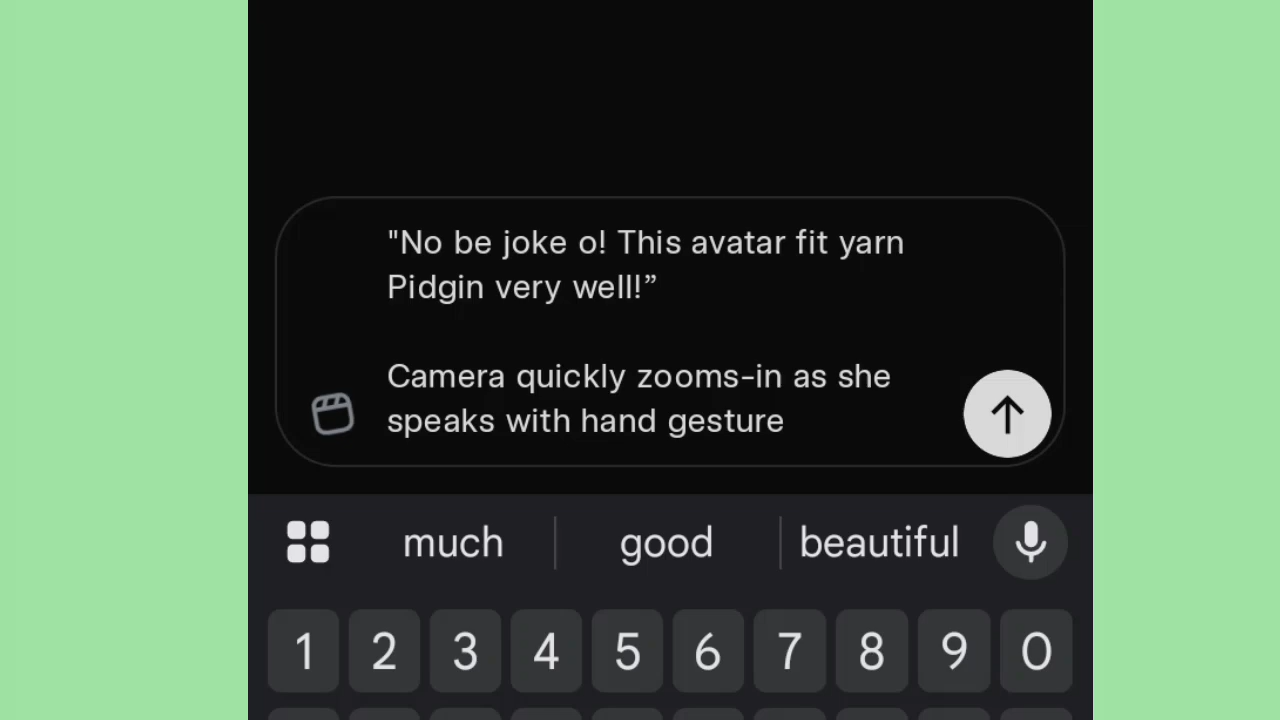 "No be joke o! This avatar fit yarn
Pidgin very well!”
Camera quickly zooms-in as she
speaks with hand gesture
much good beautiful
1 2 3 4 5 6 7 8 9 0